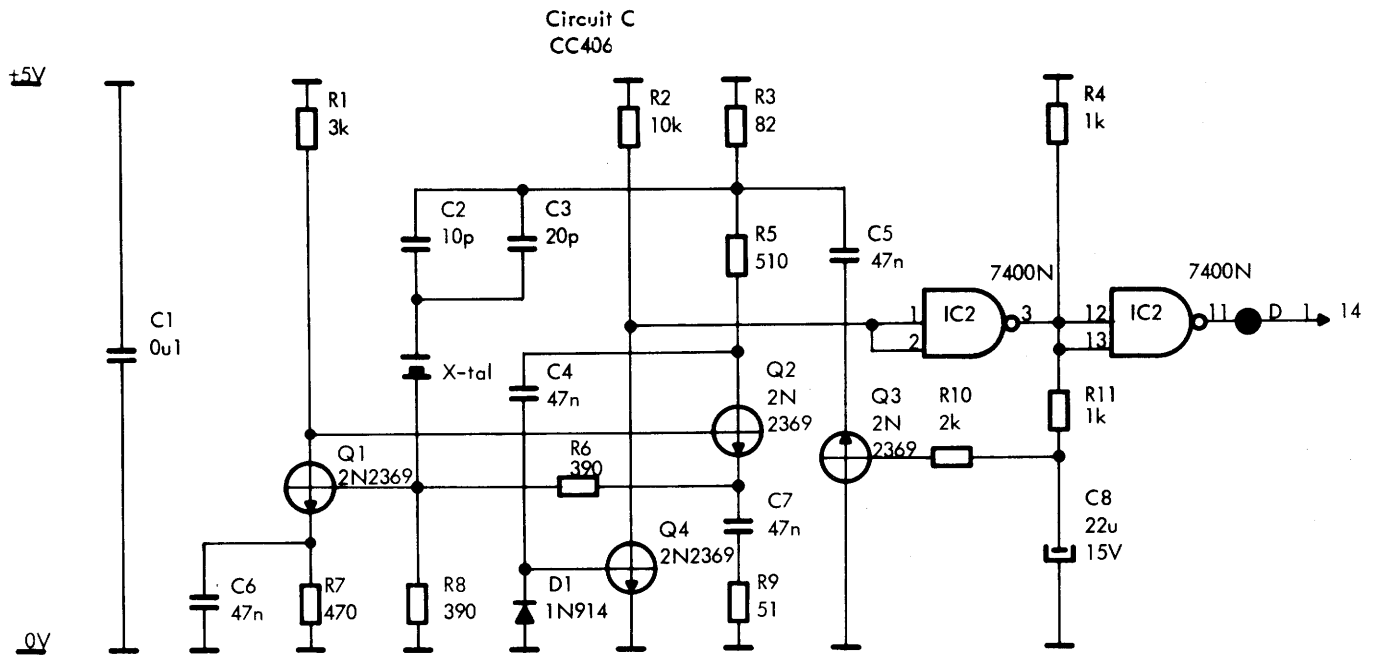 Circuit C
CC406
+5V
R1
3k
R2
10k
R3
82
R4
1k
C2
10p
C3
20p
R5
510
C5
47n
7400N
7400N
C1
0u1
1
2
IC2
3
12
13
IC2
11
D
1
14
X-tal
C4
47n
Q2
2N
2369
Q3
2N
2369
R10
2k
R11
1k
Q1
2N2369
R6
390
C7
47n
C8
22u
15V
Q4
2N2369
C6
47n
R7
470
R8
390
D1
1N914
R9
51
0V